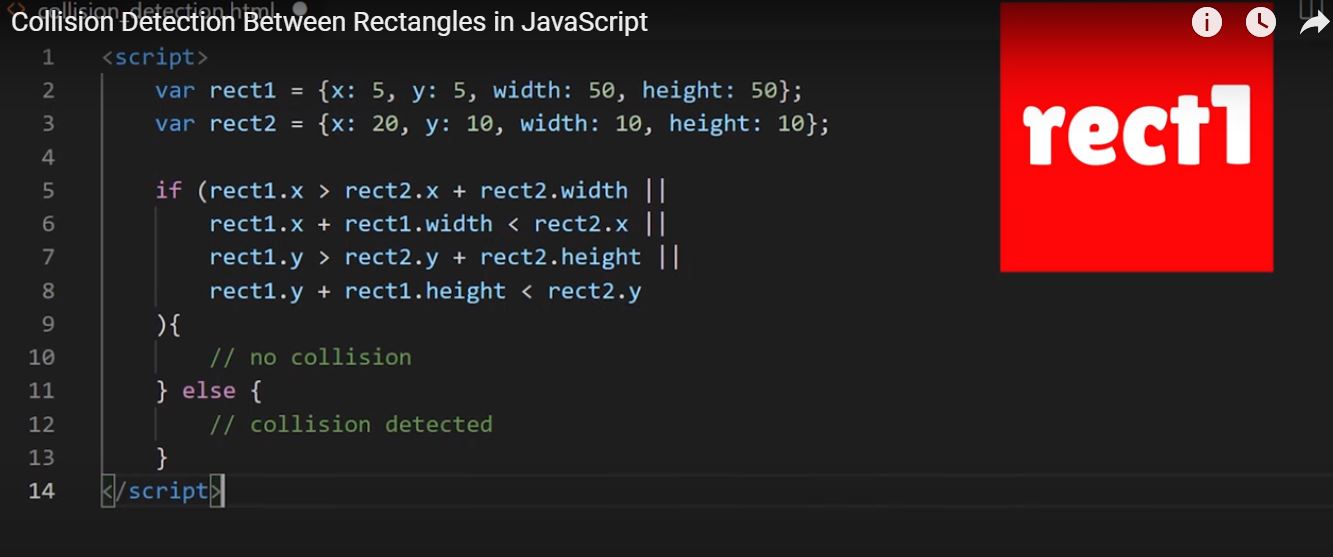 collision_detection.html
Collision Detection Between Rectangles in JavaScript
1 <script>
2 var rect1 = {x: 5, y: 5, width: 50, height: 50};
3 var rect2 = {x: 20, y: 10, width: 10, height: 10};
4
5 if (rect1.x > rect2.x + rect2.width ||
6 rect1.x + rect1.width < rect2.x ||
7 rect1.y > rect2.y + rect2.height ||
8 rect1.y + rect1.height < rect2.y
9 ){
10 // no collision
11 } else {
12 // collision detected
13 }
14 </script>
rect1